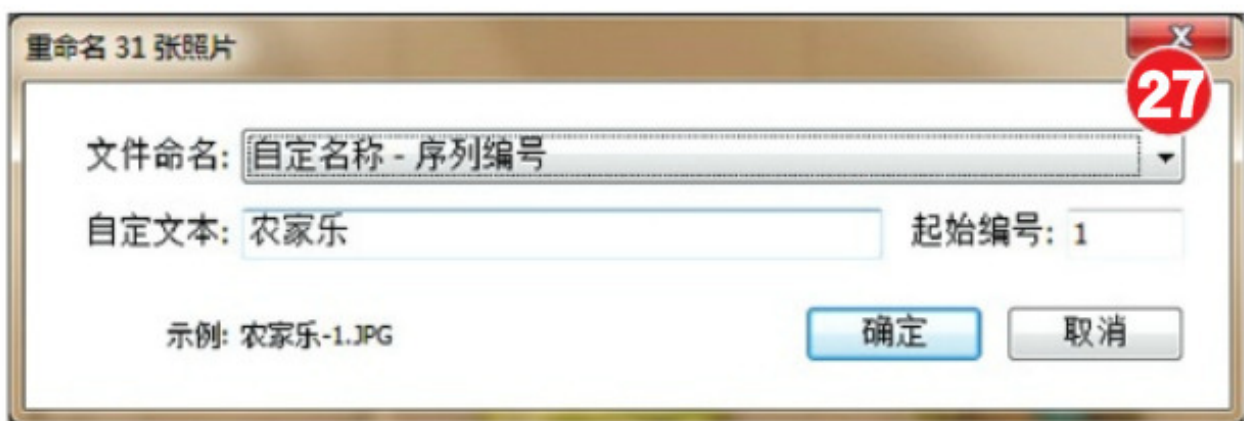 重命名 31 张照片
27
文件命名: 自定名称 - 序列编号
自定文本: 农家乐 起始编号: 1
示例: 农家乐-1.JPG 确定 取消